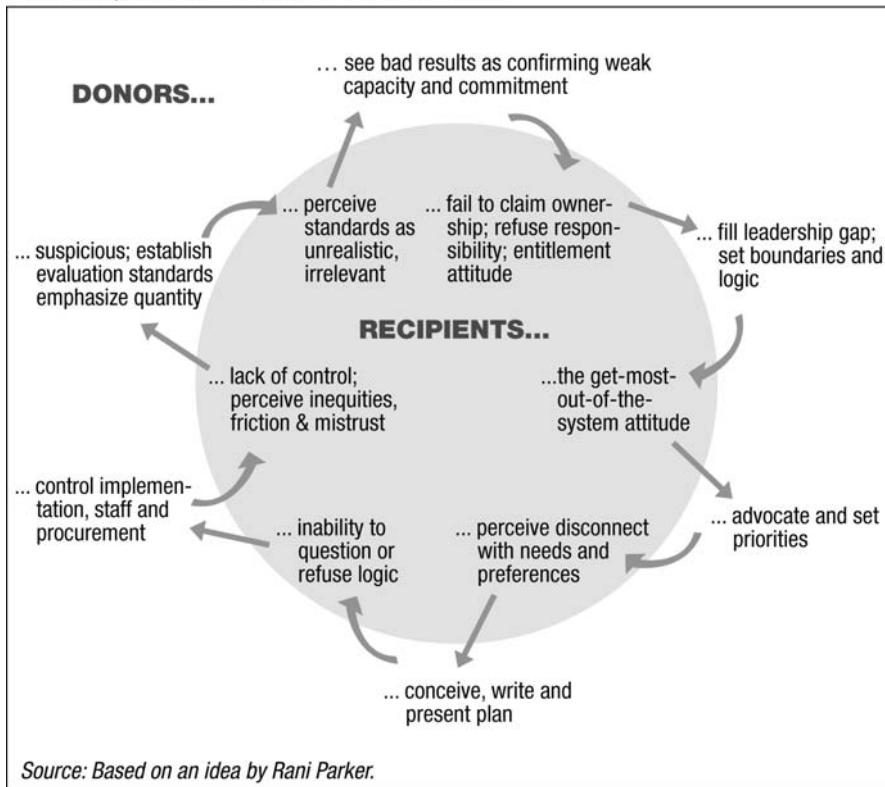 ... see bad results as confirming weak
capacity and commitment
DONORS...
... perceive
standards as
unrealistic,
irrelevant
... fail to claim owner-
ship; refuse respon-
sibility; entitlement
attitude
... fill leadership gap;
set boundaries and
logic
... suspicious; establish
evaluation standards
emphasize quantity
RECIPIENTS...
... lack of control;
perceive inequities,
friction & mistrust
...the get-most-
out-of-the-
system attitude
... control implemen-
tation, staff and
procurement
... inability to
question or
refuse logic
... perceive disconnect
with needs and
preferences
... advocate and set
priorities
... conceive, write and
present plan
Source: Based on an idea by Rani Parker.